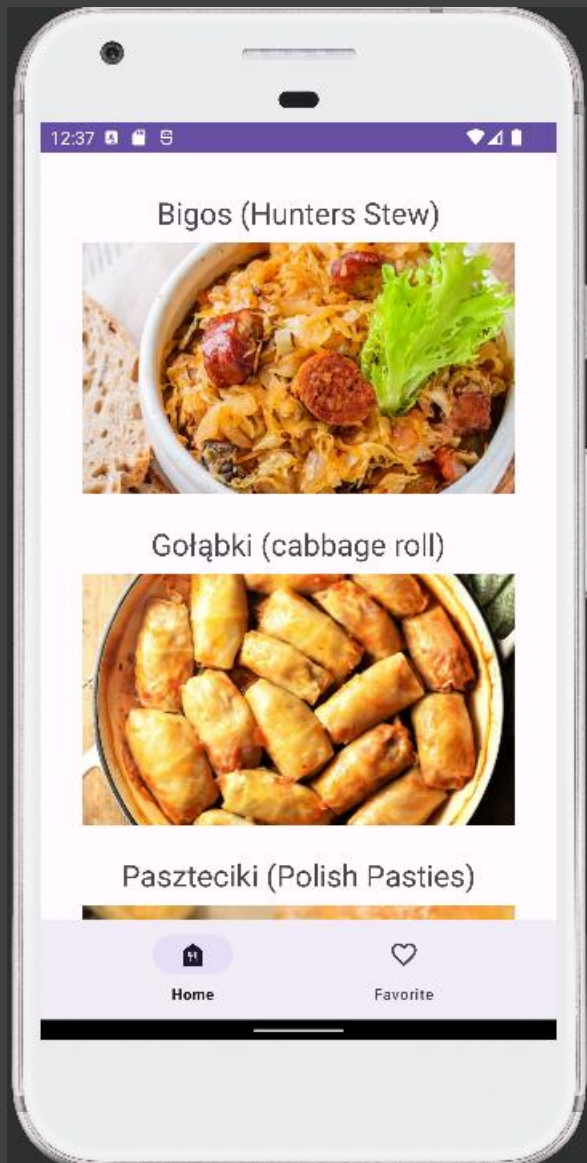 12:37
Bigos (Hunters Stew)
Gołąbki (cabbage roll)
Paszteciki (Polish Pasties)
Home
Favorite